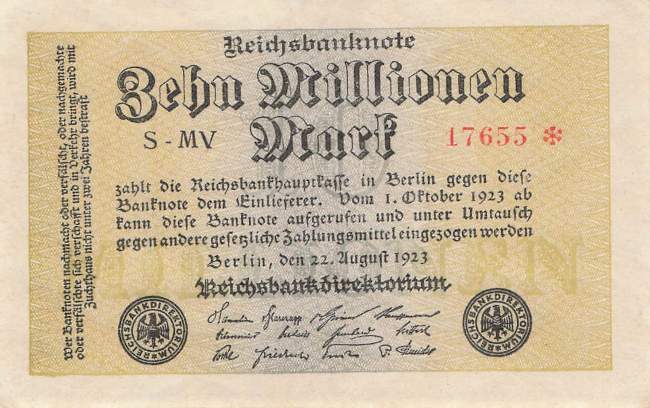 Reichsbanknote
Zehn Millionen
Mark
S - MV
17655 *
zahlt die Reichsbankhauptkasse in Berlin gegen diese
Banknote dem Einlieferer. Vom 1. Oktober 1923 ab
kann diese Banknote aufgerufen und unter Umtausch
gegen andere gesetzliche Zahlungsmittel eingezogen werden
Berlin, den 22. August 1923
Reichsbankdirektorium
REICHSBANKDIREKTORIUM
REICHSBANKDIREKTORIUM
Wer Banknoten nachmacht oder verfälscht, oder nachgemachte
oder verfälschte sich verschafft und in Verkehr bringt, wird mit
Zuchthaus nicht unter zwei Jahren bestraft